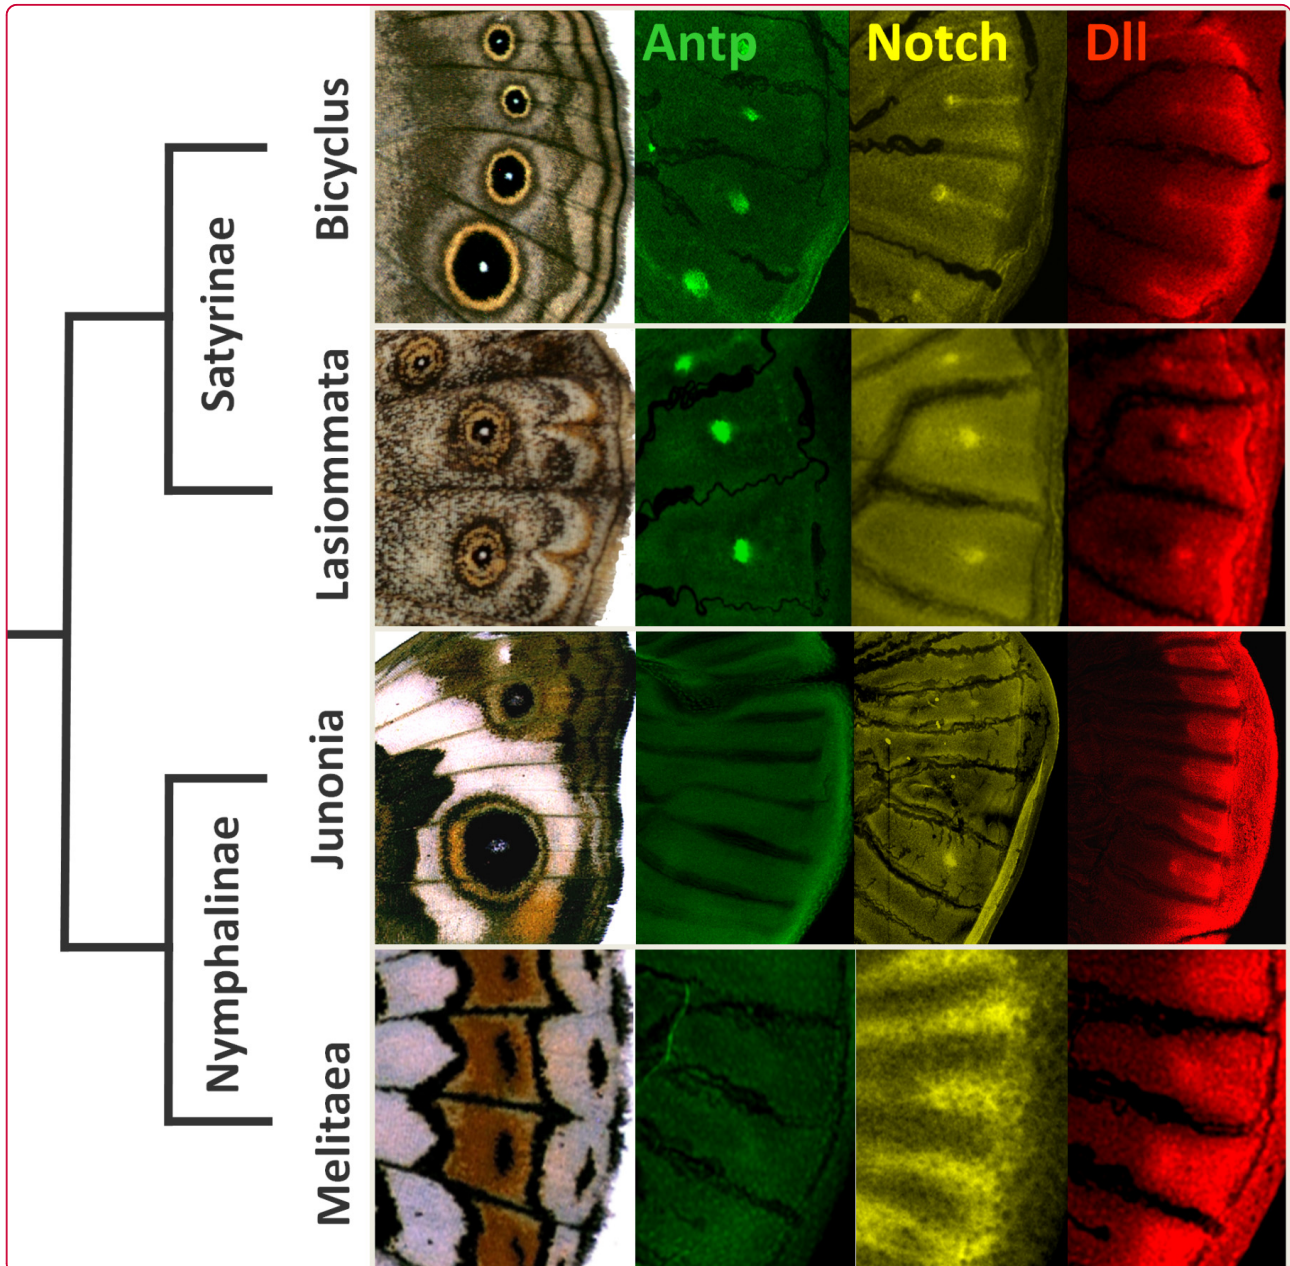 Antp Notch Dll
Bicyclus
Satyrinae
Lasiommata
Junonia
Nymphalinae
Melitaea